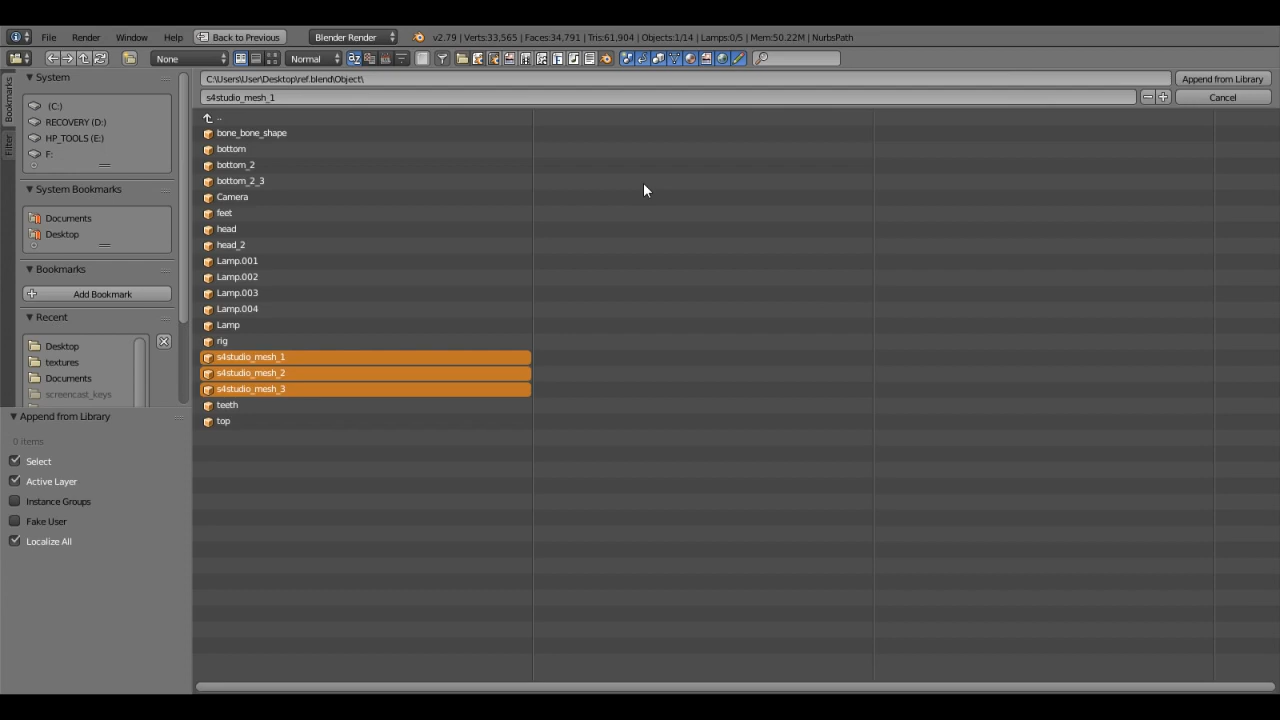 File Render Window Help Back to Previous Blender Render v2.79 | Verts:33,565 | Faces:34,791 | Tris:61,904 | Objects:1/14 | Lamps:0/5 | Mem:50.22M | NurbsPath
None Normal
Bookmarks
Filter
System
(C:)
RECOVERY (D:)
HP_TOOLS (E:)
F:
System Bookmarks
Documents
Desktop
Bookmarks
Add Bookmark
Recent
Desktop
textures
Documents
screencast_keys
Append from Library
0 items
Select
Active Layer
Instance Groups
Fake User
Localize All
C:\Users\User\Desktop\ref.blend\Object\ Append from Library
s4studio_mesh_1 Cancel
..
bone_bone_shape
bottom
bottom_2
bottom_2_3
Camera
feet
head
head_2
Lamp.001
Lamp.002
Lamp.003
Lamp.004
Lamp
rig
s4studio_mesh_1
s4studio_mesh_2
s4studio_mesh_3
teeth
top